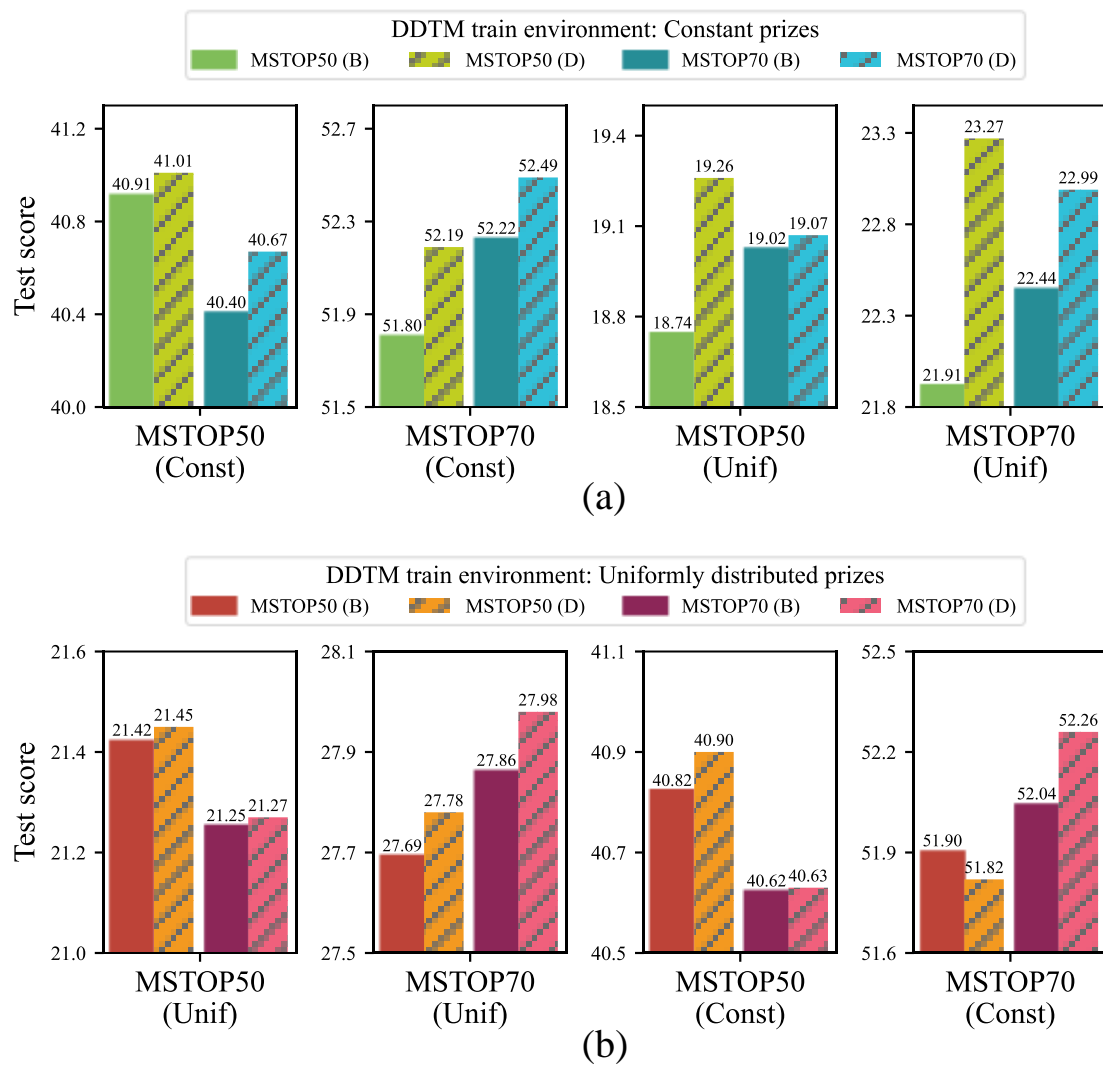 DDTM train environment: Constant prizes
MSTOP50 (B) MSTOP50 (D) MSTOP70 (B) MSTOP70 (D)
Test score
41.2
40.8
40.4
40.0
40.91
41.01
40.40
40.67
MSTOP50
(Const)
52.7
52.3
51.9
51.5
51.80
52.19
52.22
52.49
MSTOP70
(Const)
19.4
19.1
18.8
18.5
18.74
19.26
19.02
19.07
MSTOP50
(Unif)
23.3
22.8
22.3
21.8
21.91
23.27
22.44
22.99
MSTOP70
(Unif)
(a)
DDTM train environment: Uniformly distributed prizes
MSTOP50 (B) MSTOP50 (D) MSTOP70 (B) MSTOP70 (D)
Test score
21.6
21.4
21.2
21.0
21.42
21.45
21.25
21.27
MSTOP50
(Unif)
28.1
27.9
27.7
27.5
27.69
27.78
27.86
27.98
MSTOP70
(Unif)
41.1
40.9
40.7
40.5
40.82
40.90
40.62
40.63
MSTOP50
(Const)
52.5
52.2
51.9
51.6
51.90
51.82
52.04
52.26
MSTOP70
(Const)
(b)